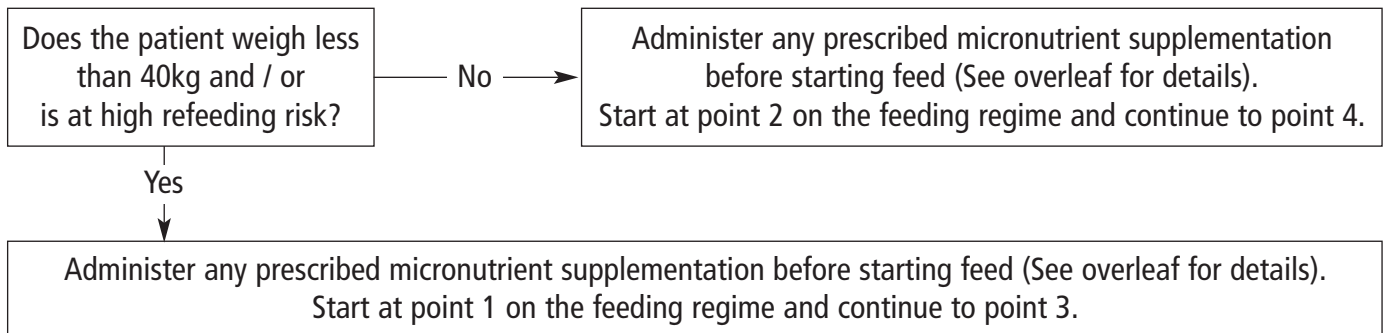 Does the patient weigh less
than 40kg and / or
is at high refeeding risk?
No
Administer any prescribed micronutrient supplementation
before starting feed (See overleaf for details).
Start at point 2 on the feeding regime and continue to point 4.
Yes
Administer any prescribed micronutrient supplementation before starting feed (See overleaf for details).
Start at point 1 on the feeding regime and continue to point 3.